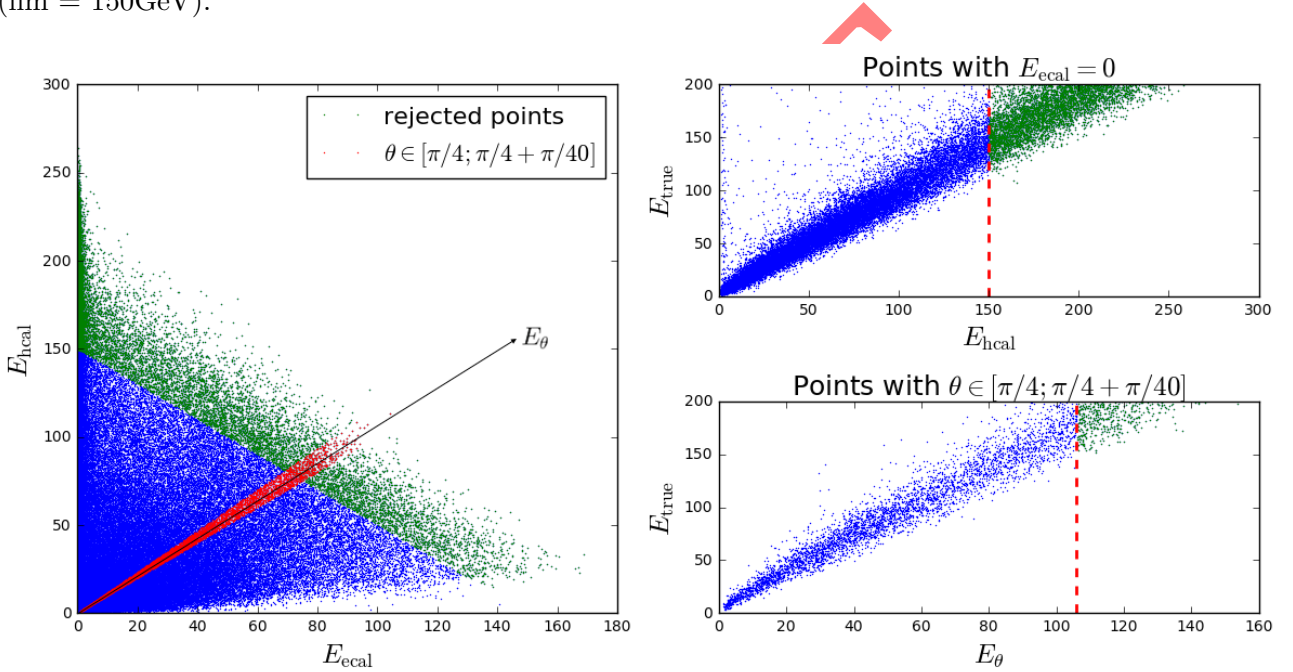 (lim = 150GeV).
300
250
200
150
100
50
0
0 20 40 60 80 100 120 140 160 180
E_hcal
E_ecal
rejected points
θ ∈ [π/4; π/4 + π/40]
E_θ
Points with E_ecal = 0
200
150
100
50
0
0 50 100 150 200 250 300
E_true
E_hcal
Points with θ ∈ [π/4; π/4 + π/40]
200
150
100
50
0
0 20 40 60 80 100 120 140 160
E_true
E_θ